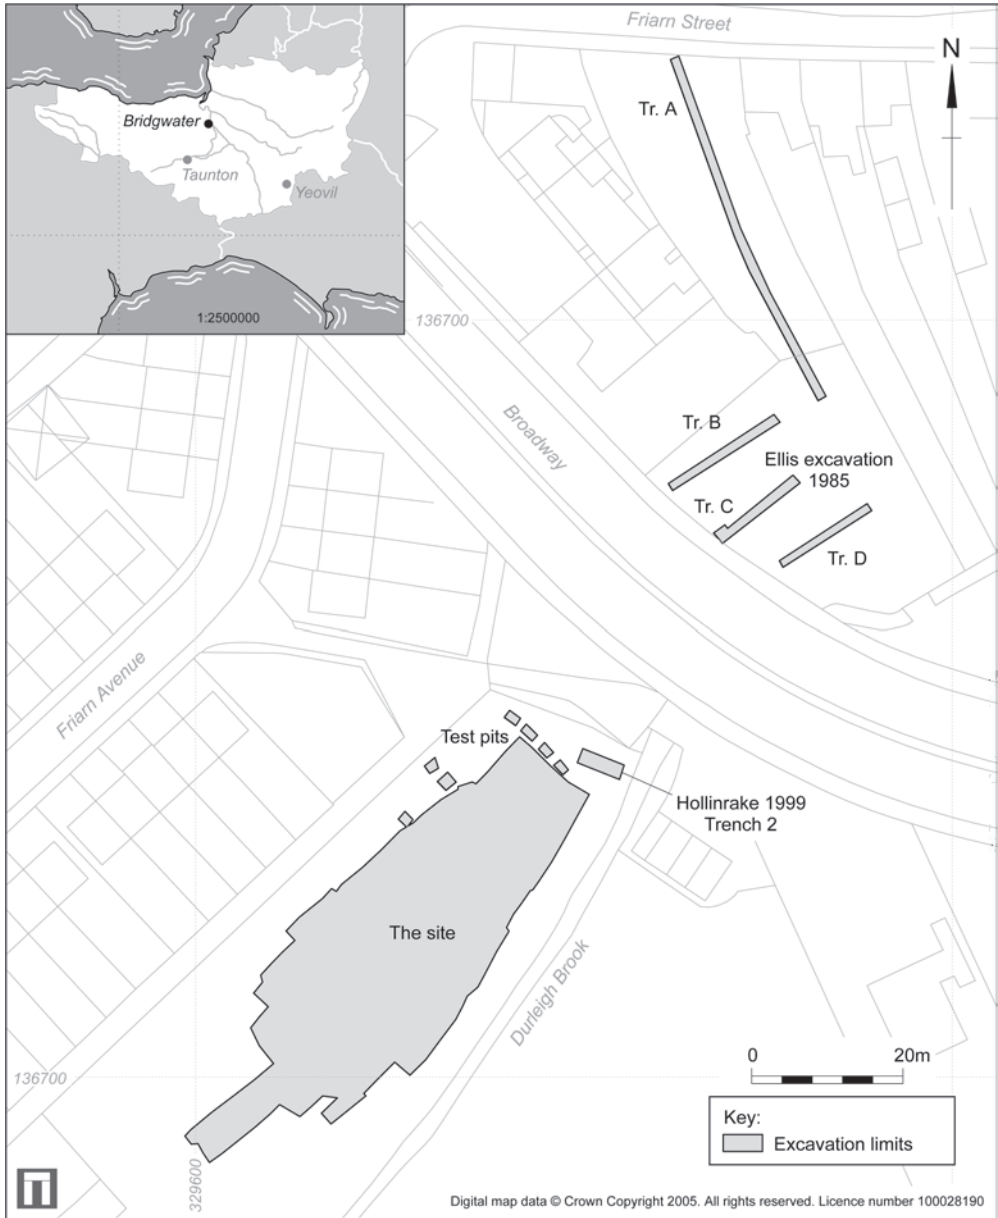 Friarn Street
N
Tr. A
Bridgwater
Taunton
Yeovil
1:2500000
136700
Broadway
Tr. B
Ellis excavation
1985
Tr. C
Tr. D
Friarn Avenue
Test pits
Hollinrake 1999
Trench 2
The site
Durleigh Brook
0 20m
136700
Key:
Excavation limits
329600
Digital map data © Crown Copyright 2005. All rights reserved. Licence number 100028190